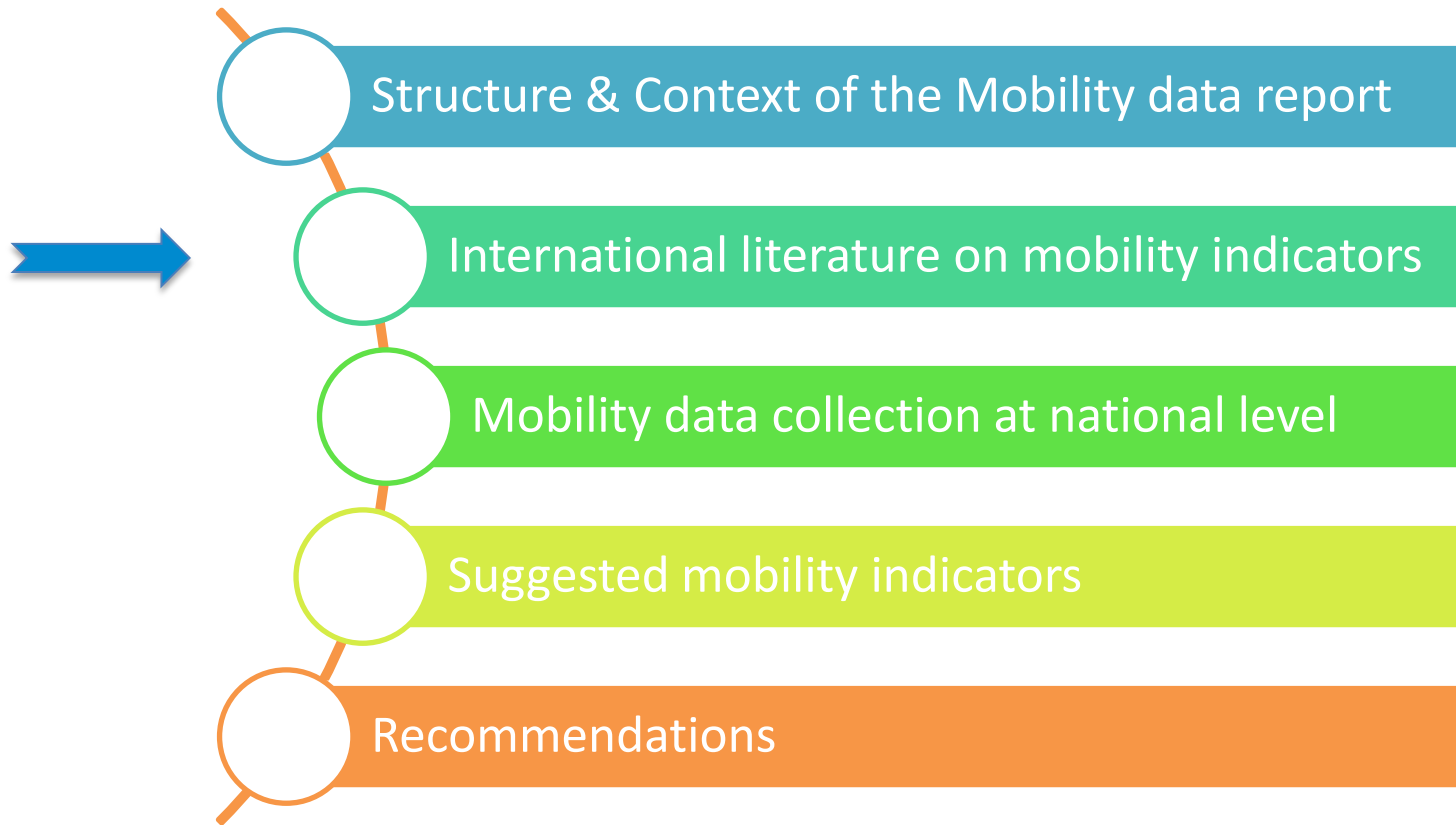 Structure & Context of the Mobility data report
International literature on mobility indicators
Mobility data collection at national level
Suggested mobility indicators
Recommendations